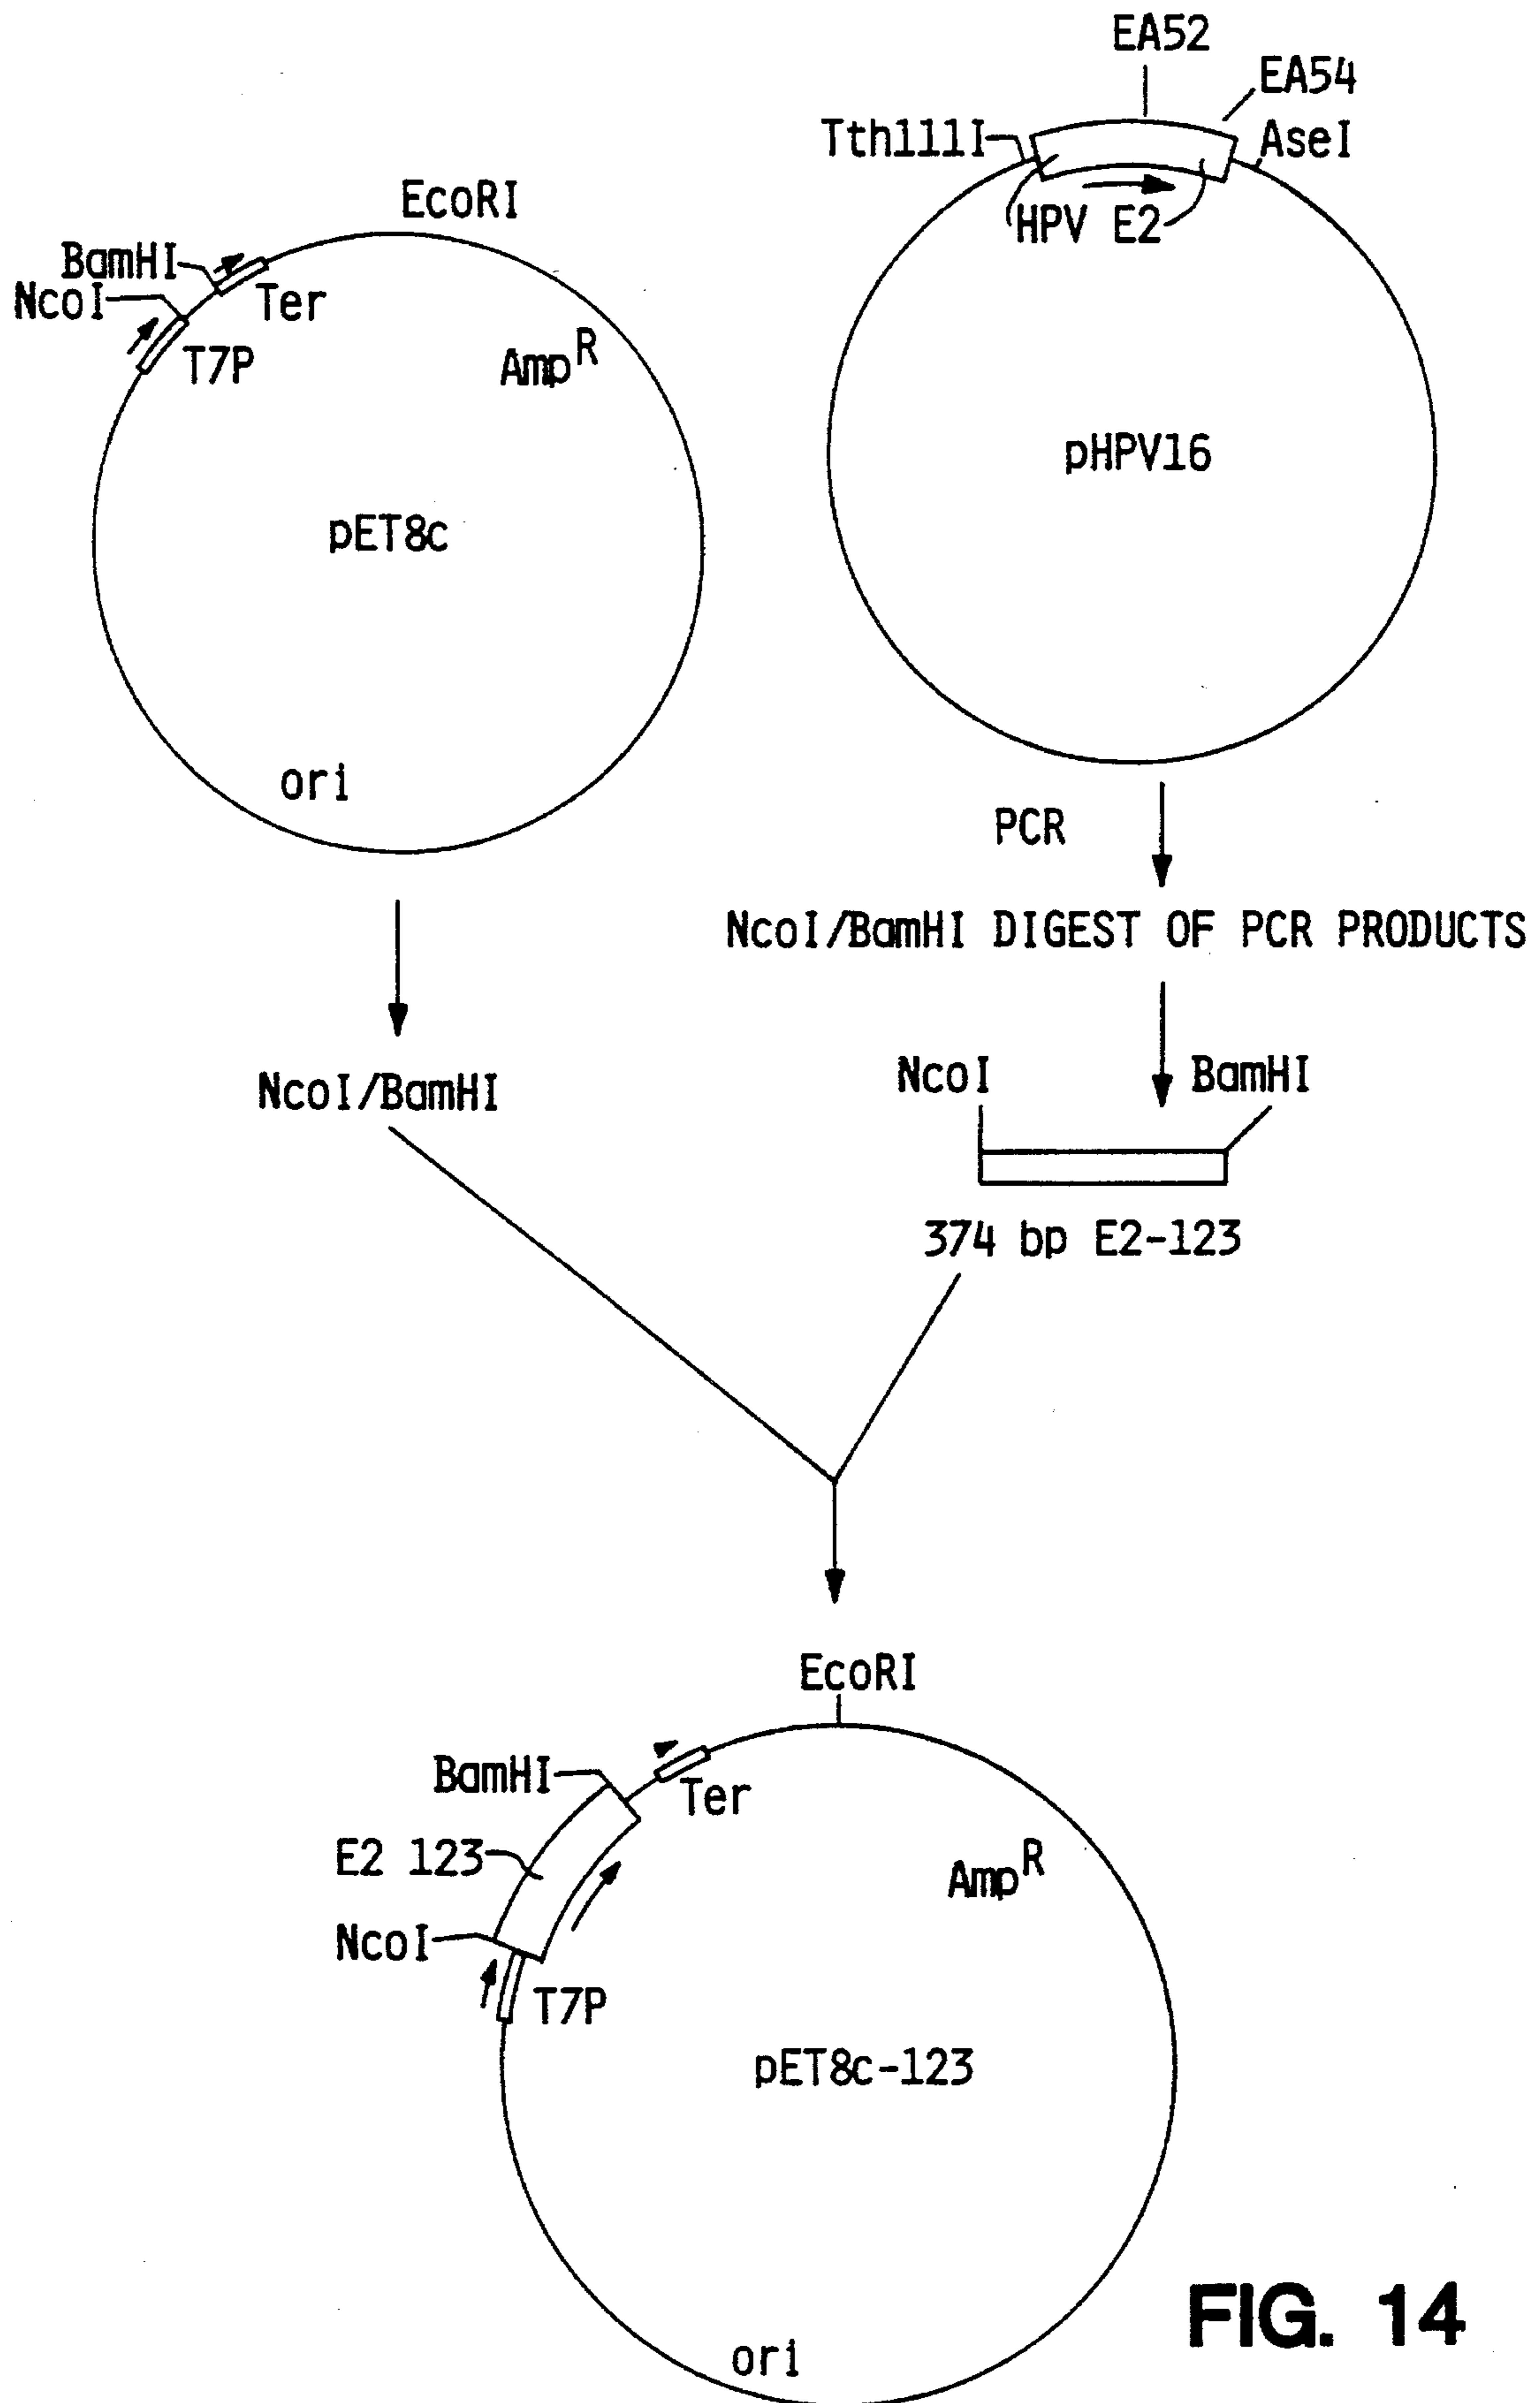 EA52
EA54
Tth111I
AseI
HPV E2
pHPV16
EcoRI
BamHI
NcoI
Ter
T7P
Amp^R
pET8c
ori
PCR
NcoI/BamHI DIGEST OF PCR PRODUCTS
NcoI/BamHI
NcoI
BamHI
374 bp E2-123
EcoRI
BamHI
Ter
E2 123
Amp^R
NcoI
T7P
pET8c-123
ori
FIG. 14